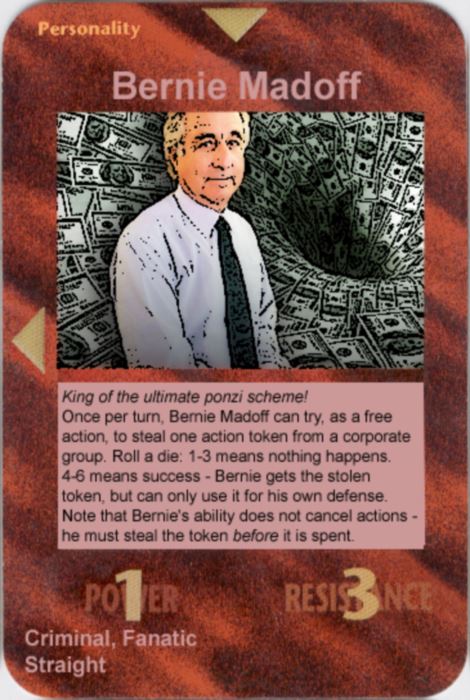 Personality
Bernie Madoff
King of the ultimate ponzi scheme!
Once per turn, Bernie Madoff can try, as a free
action, to steal one action token from a corporate
group. Roll a die: 1-3 means nothing happens.
4-6 means success - Bernie gets the stolen
token, but can only use it for his own defense.
Note that Bernie's ability does not cancel actions -
he must steal the token before it is spent.
POWER 1 RESISTANCE 3
Criminal, Fanatic
Straight